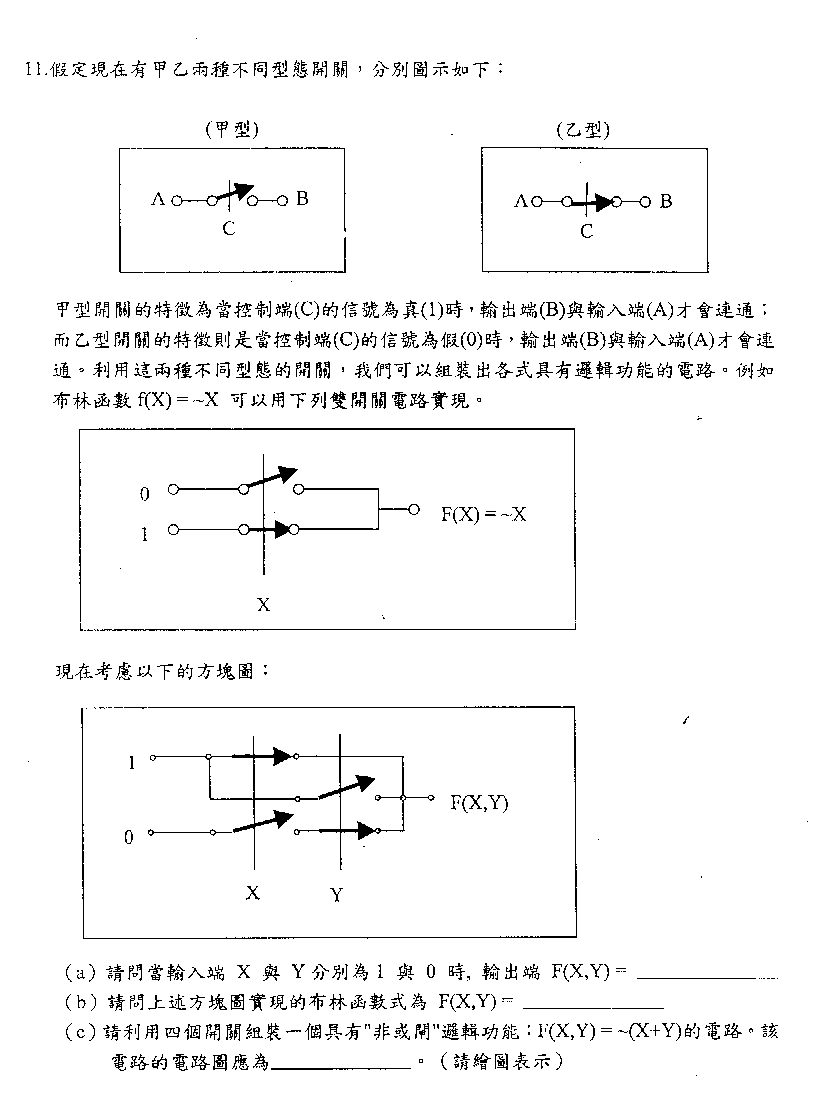 11.假定現在有甲乙兩種不同型態開關，分別圖示如下：
(甲型) (乙型)
A B A B
C C
甲型開關的特徵為當控制端(C)的信號為真(1)時，輸出端(B)與輸入端(A)才會連通；
而乙型開關的特徵則是當控制端(C)的信號為假(0)時，輸出端(B)與輸入端(A)才會連
通。利用這兩種不同型態的開關，我們可以組裝出各式具有邏輯功能的電路。例如
布林函數 f(X) = ~X 可以用下列雙開關電路實現。
0
F(X) = ~X
1
X
現在考慮以下的方塊圖：
1
F(X,Y)
0
X Y
(a) 請問當輸入端 X 與 Y 分別為 1 與 0 時, 輸出端 F(X,Y) = ______________
(b) 請問上述方塊圖實現的布林函數式為 F(X,Y) = ______________
(c) 請利用四個開關組裝一個具有"非或閘"邏輯功能：F(X,Y) = ~(X+Y)的電路。該
電路的電路圖應為______________。（請繪圖表示）